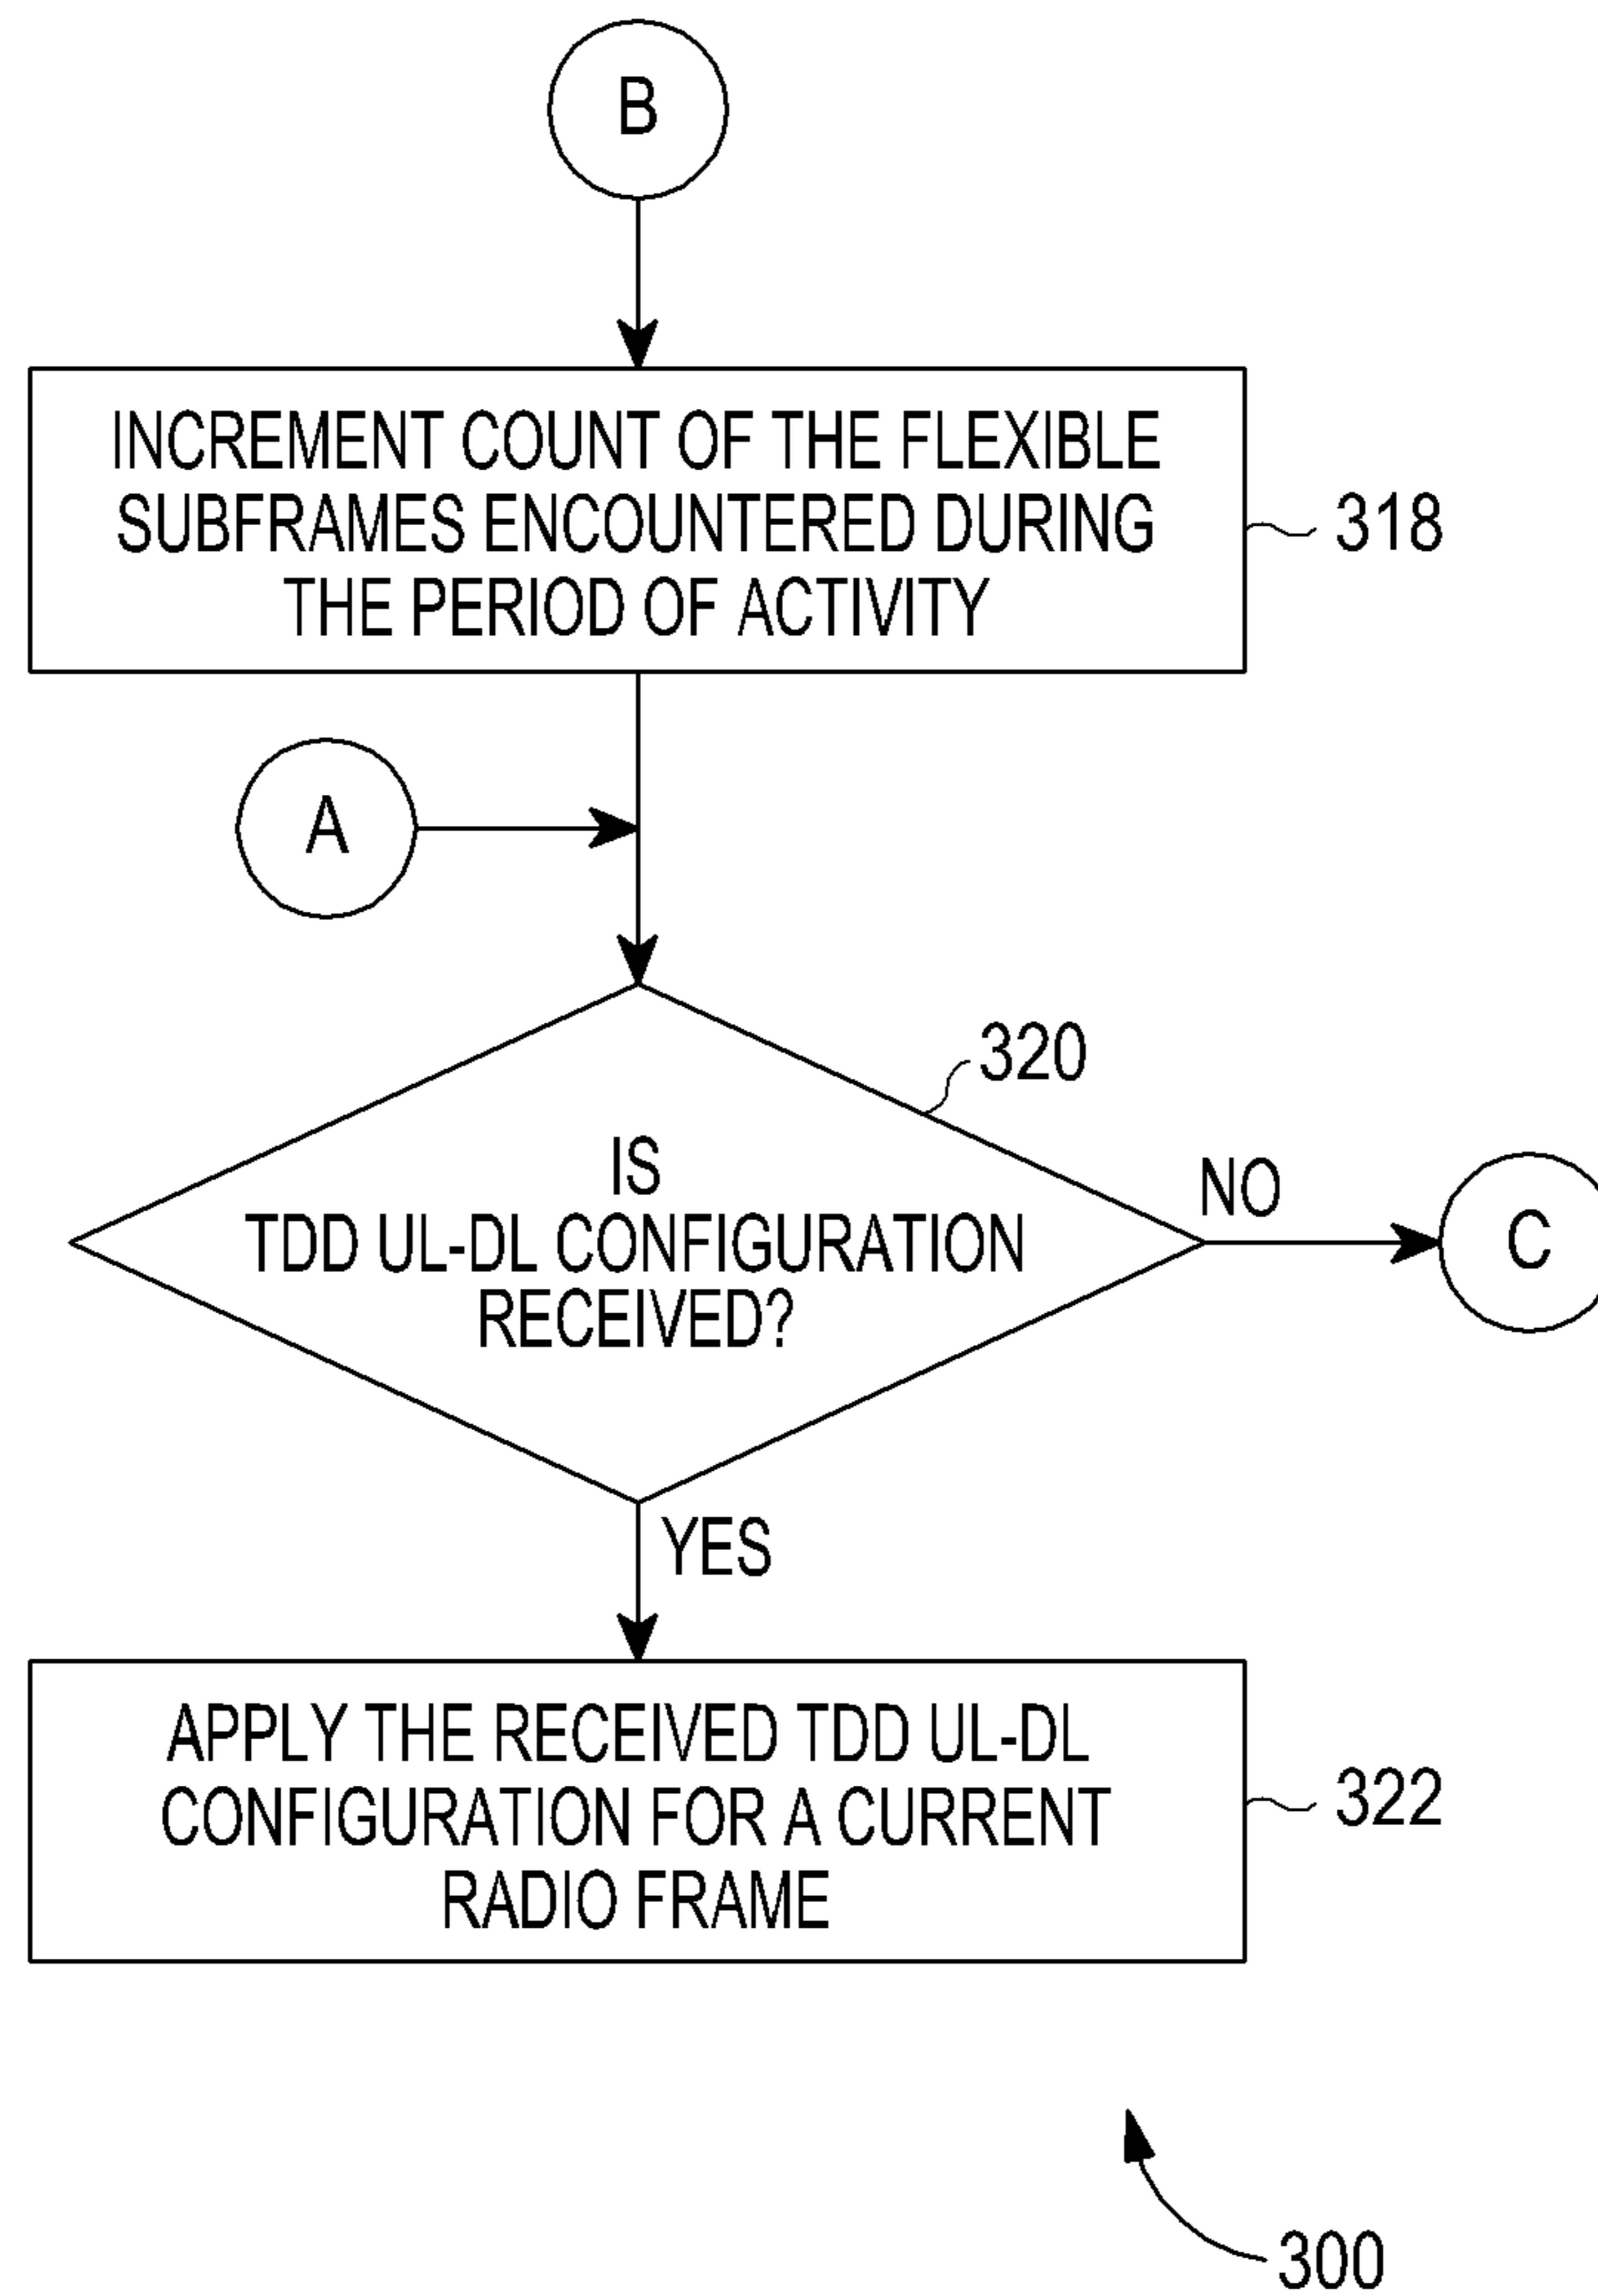 B
INCREMENT COUNT OF THE FLEXIBLE
SUBFRAMES ENCOUNTERED DURING
THE PERIOD OF ACTIVITY
318
A
320
IS
TDD UL-DL CONFIGURATION
RECEIVED?
NO
C
YES
APPLY THE RECEIVED TDD UL-DL
CONFIGURATION FOR A CURRENT
RADIO FRAME
322
300